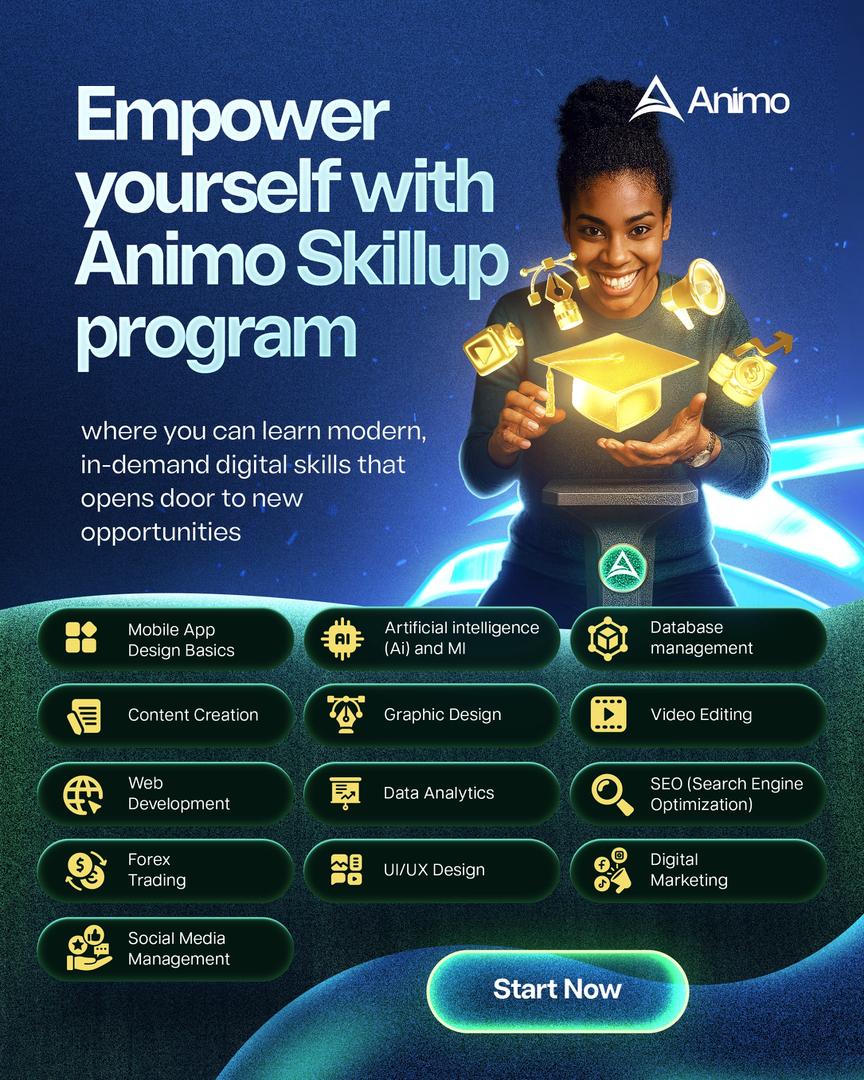 Animo
Empower
yourself with
Animo Skillup
program
where you can learn modern,
in-demand digital skills that
opens door to new
opportunities
Mobile App
Design Basics
Artificial intelligence
(Ai) and Ml
Database
management
Content Creation
Graphic Design
Video Editing
Web
Development
Data Analytics
SEO (Search Engine
Optimization)
Forex
Trading
UI/UX Design
Digital
Marketing
Social Media
Management
Start Now
AI